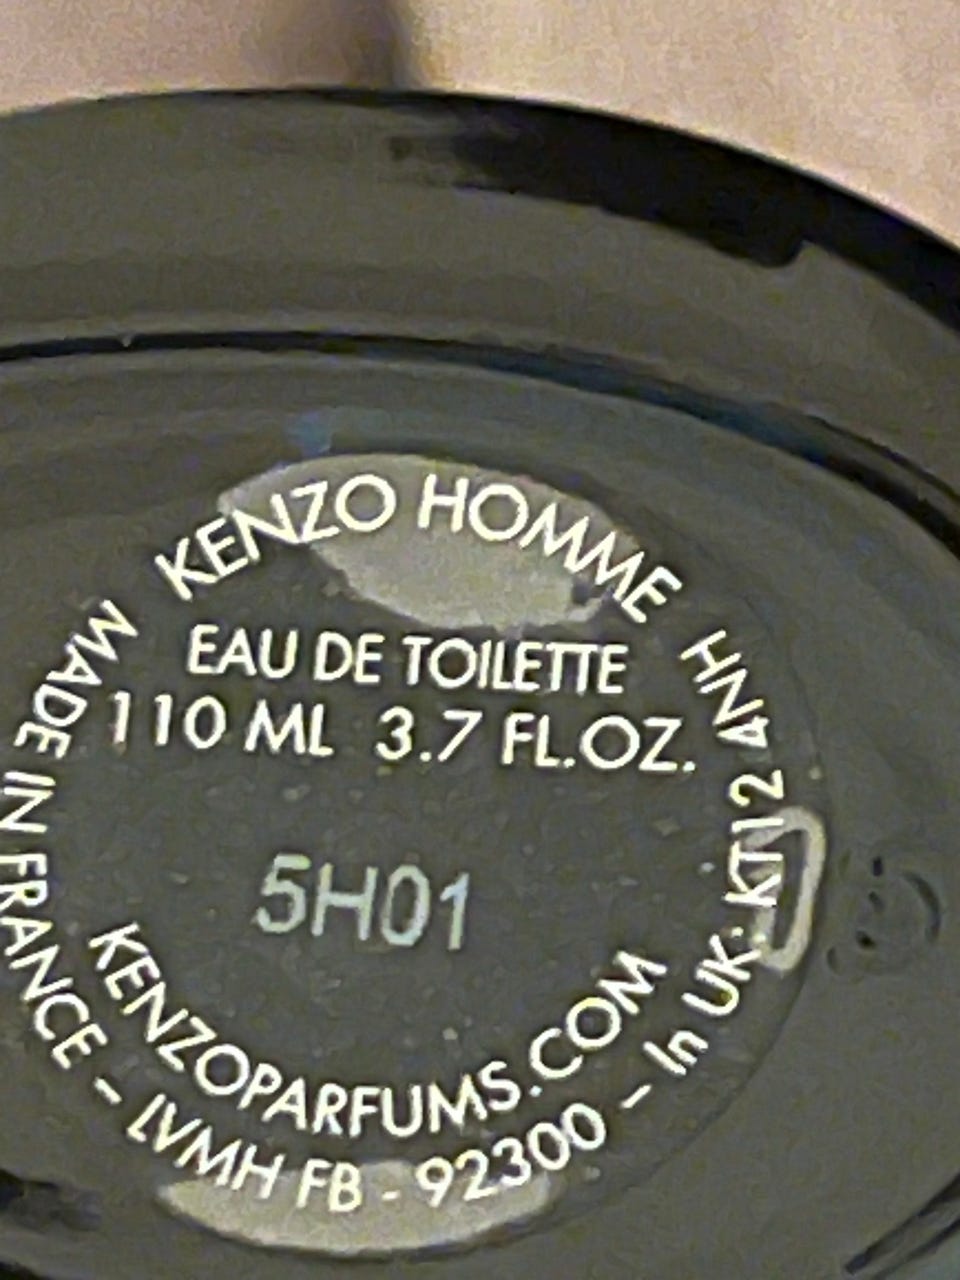 KENZO HOMME
EAU DE TOILETTE
110 ML 3.7 FL.OZ.
5H01
KENZOPARFUMS.COM
MADE IN FRANCE – LVMH FB - 92300 – In UK: KT12 4NH